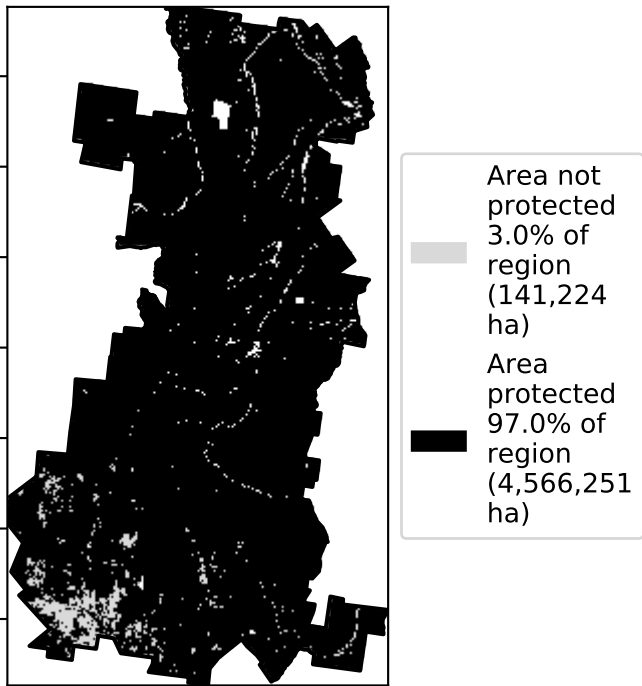 Area not
protected
3.0% of
region
(141,224
ha)
Area
protected
97.0% of
region
(4,566,251
ha)